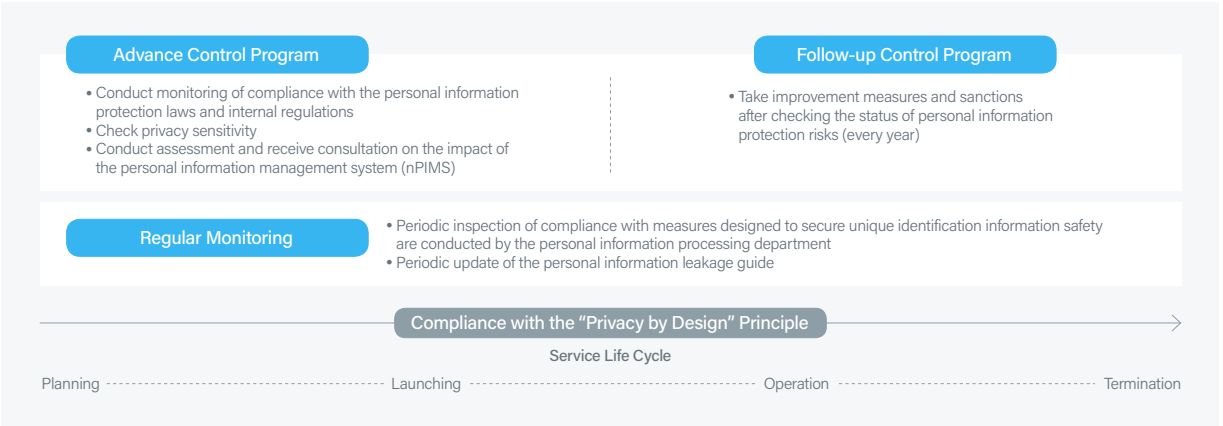 Advance Control Program
• Conduct monitoring of compliance with the personal information
protection laws and internal regulations
• Check privacy sensitivity
• Conduct assessment and receive consultation on the impact of
the personal information management system (nPIMS)
Follow-up Control Program
• Take improvement measures and sanctions
after checking the status of personal information
protection risks (every year)
Regular Monitoring
• Periodic inspection of compliance with measures designed to secure unique identification information safety
are conducted by the personal information processing department
• Periodic update of the personal information leakage guide
Compliance with the “Privacy by Design” Principle
Service Life Cycle
Planning Launching Operation Termination